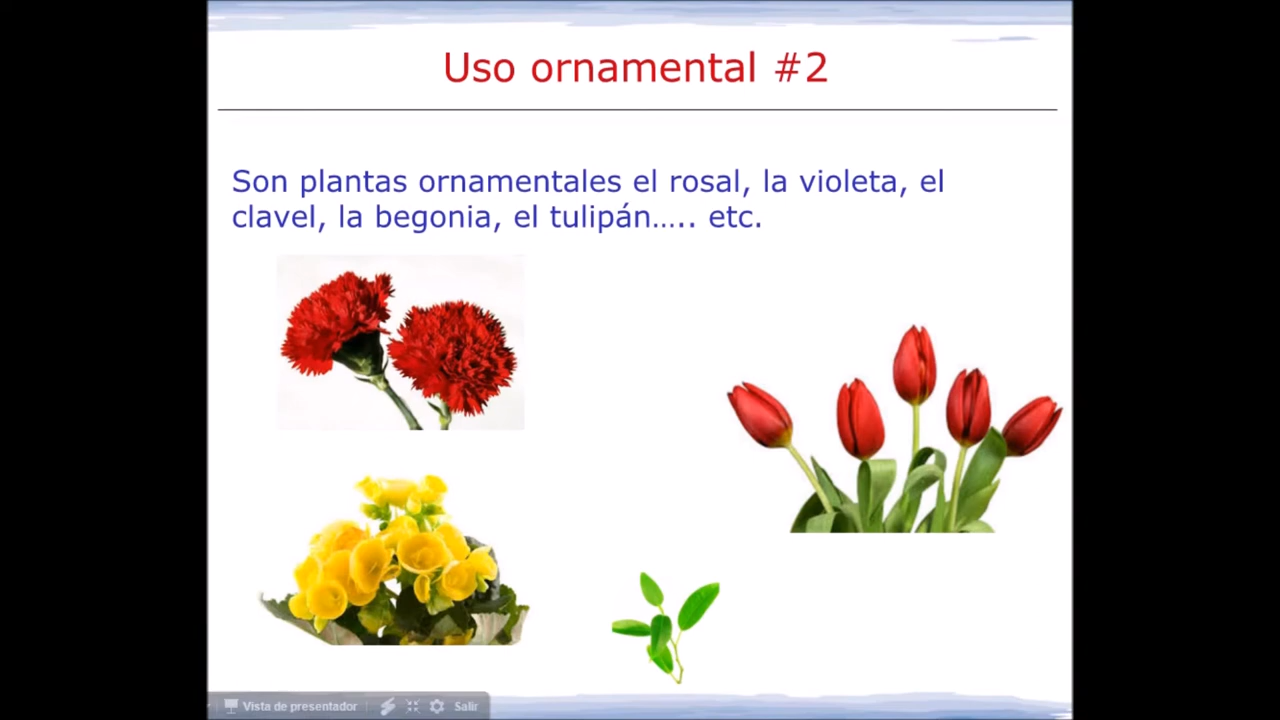 Uso ornamental #2
Son plantas ornamentales el rosal, la violeta, el
clavel, la begonia, el tulipán….. etc.
Vista de presentador
Salir